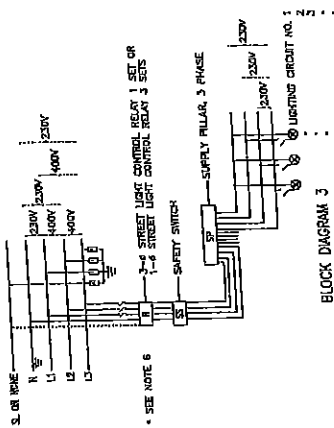 SL OR NONE
N
L1
L2
L3
230V
400V
400V
230V
400V
230V
* SEE NOTE 6
R
3-ø STREET LIGHT CONTROL RELAY 1 SET OR
1-ø STREET LIGHT CONTROL RELAY 3 SETS
SS
SAFETY SWITCH
SP
SUPPLY PILLAR, 3 PHASE
230V
230V
230V
LIGHTING CIRCUIT NO. 1
BLOCK DIAGRAM 3